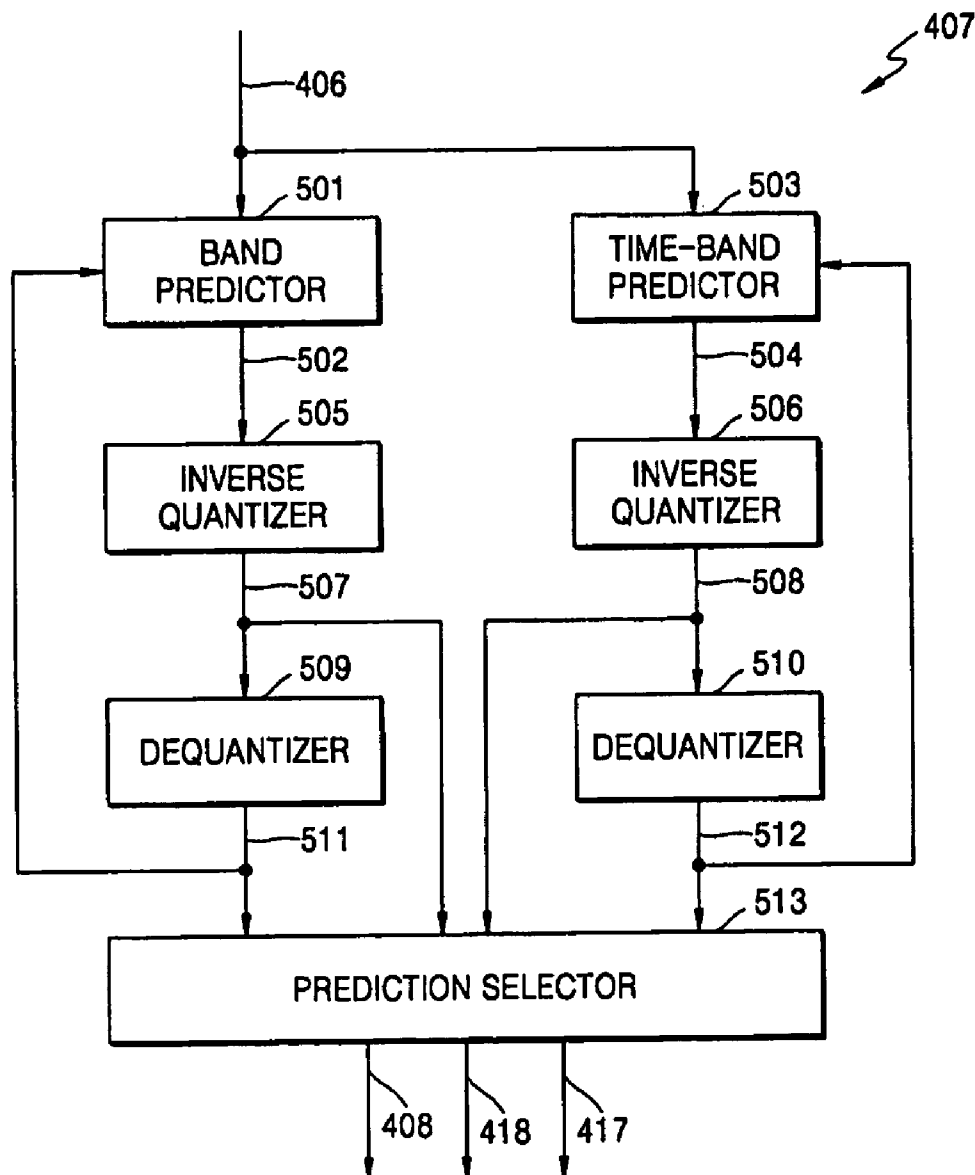 407
406
501
BAND
PREDICTOR
503
TIME-BAND
PREDICTOR
502
504
505
INVERSE
QUANTIZER
506
INVERSE
QUANTIZER
507
508
509
DEQUANTIZER
510
DEQUANTIZER
511
512
513
PREDICTION SELECTOR
408
418
417